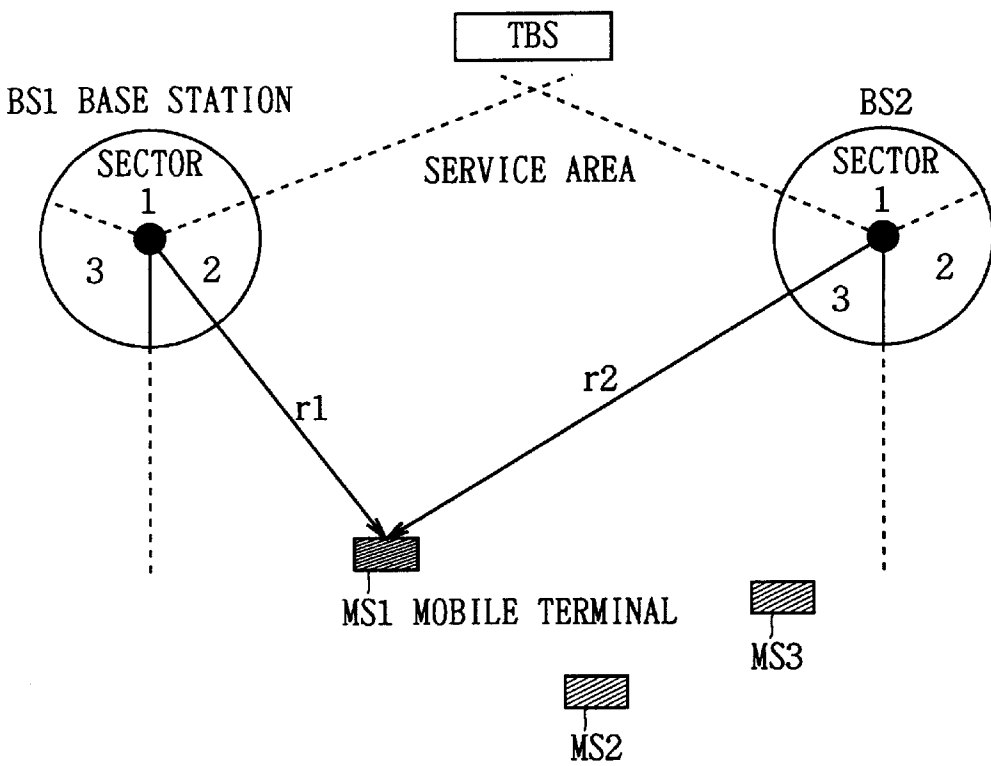 TBS
BS1 BASE STATION
BS2
SECTOR
1
2
3
SERVICE AREA
SECTOR
1
2
3
r1
r2
MS1 MOBILE TERMINAL
MS3
MS2